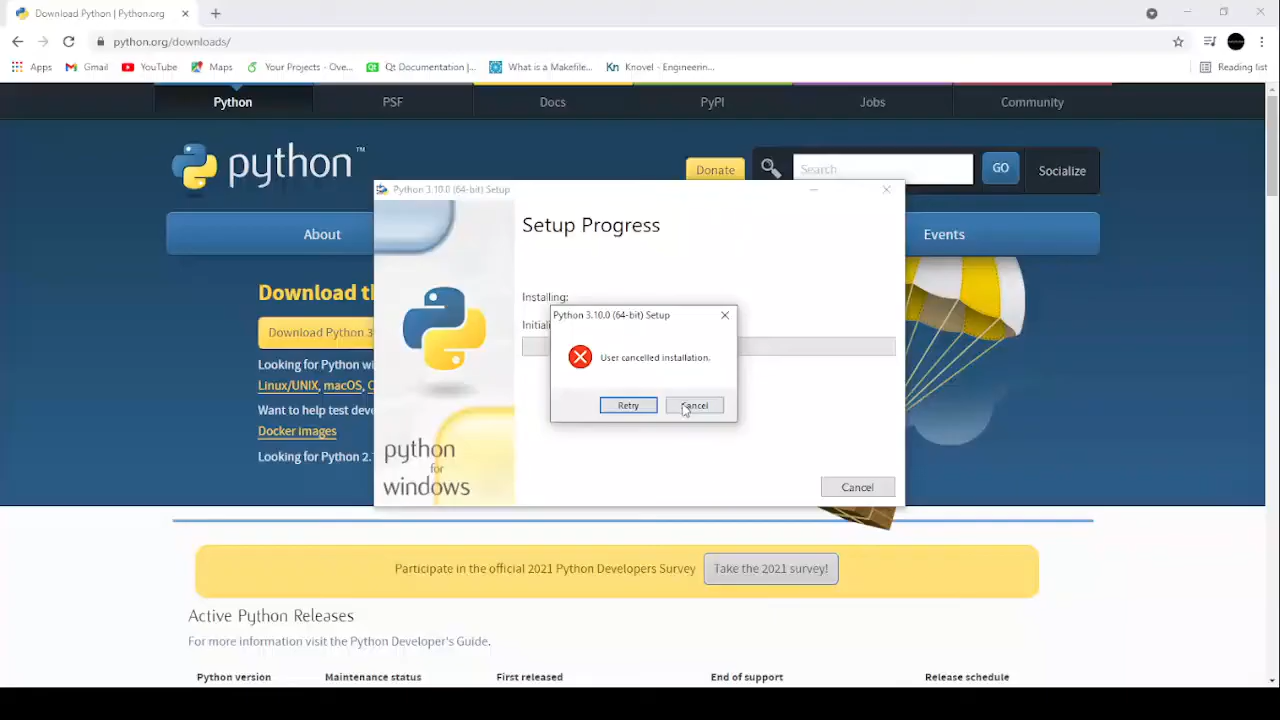 Download Python | Python.org
python.org/downloads/
Apps
Gmail
YouTube
Maps
Your Projects - Ove...
Qt Documentation |...
What is a Makefile...
Kn Knovel - Engineerin...
Reading list
Python
PSF
Docs
PyPI
Jobs
Community
python™
Donate
Search
GO
Socialize
About
Events
Python 3.10.0 (64-bit) Setup
Setup Progress
Installing:
Initiali
Python 3.10.0 (64-bit) Setup
User cancelled installation.
Retry
Cancel
Cancel
python
for
windows
Download th
Download Python 3
Looking for Python wi
Linux/UNIX, macOS, O
Want to help test deve
Docker images
Looking for Python 2.7
Participate in the official 2021 Python Developers Survey
Take the 2021 survey!
Active Python Releases
For more information visit the Python Developer's Guide.
Python version
Maintenance status
First released
End of support
Release schedule